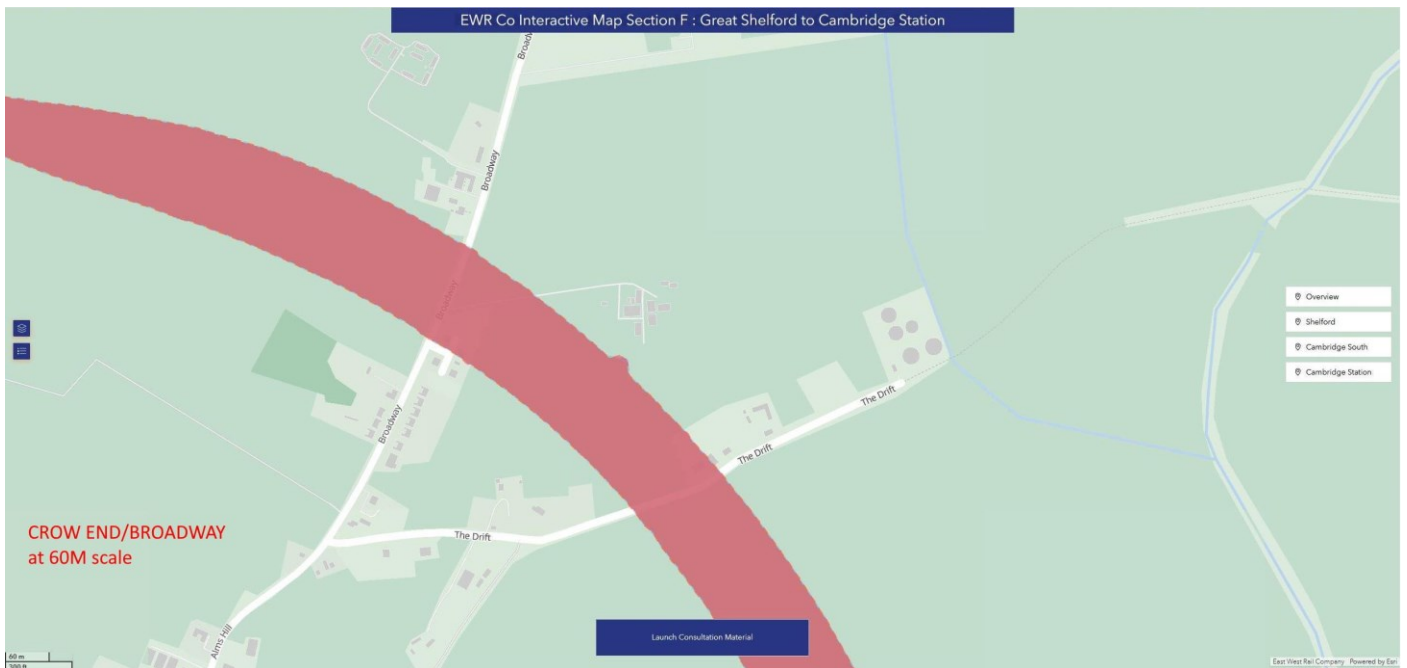 EWR Co Interactive Map Section F : Great Shelford to Cambridge Station
Broadway
Broadway
Broadway
Broadway
Overview
Shelford
Cambridge South
Cambridge Station
The Drift
The Drift
The Drift
CROW END/BROADWAY
at 60M scale
Alms Hill
Launch Consultation Material
60 m
300 ft
East West Rail Company Powered by Esri